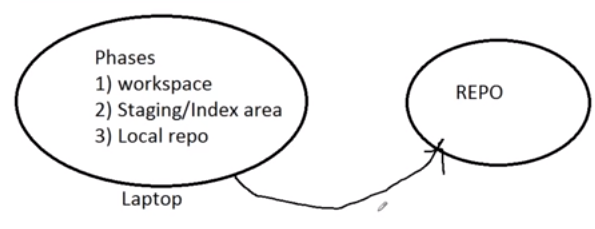 Phases
1) workspace
2) Staging/Index area
3) Local repo
Laptop
REPO